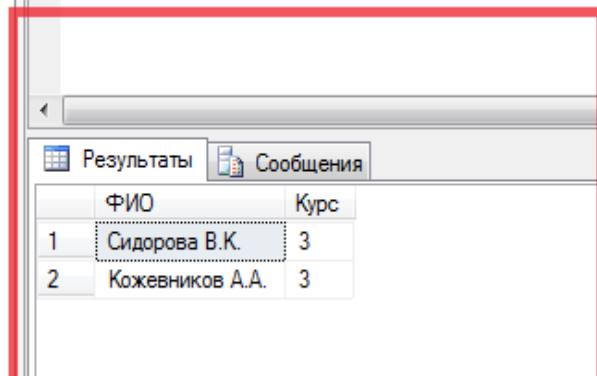 Результаты Сообщения
ФИО Курс
1 Сидорова В.К. 3
2 Кожевников А.А. 3